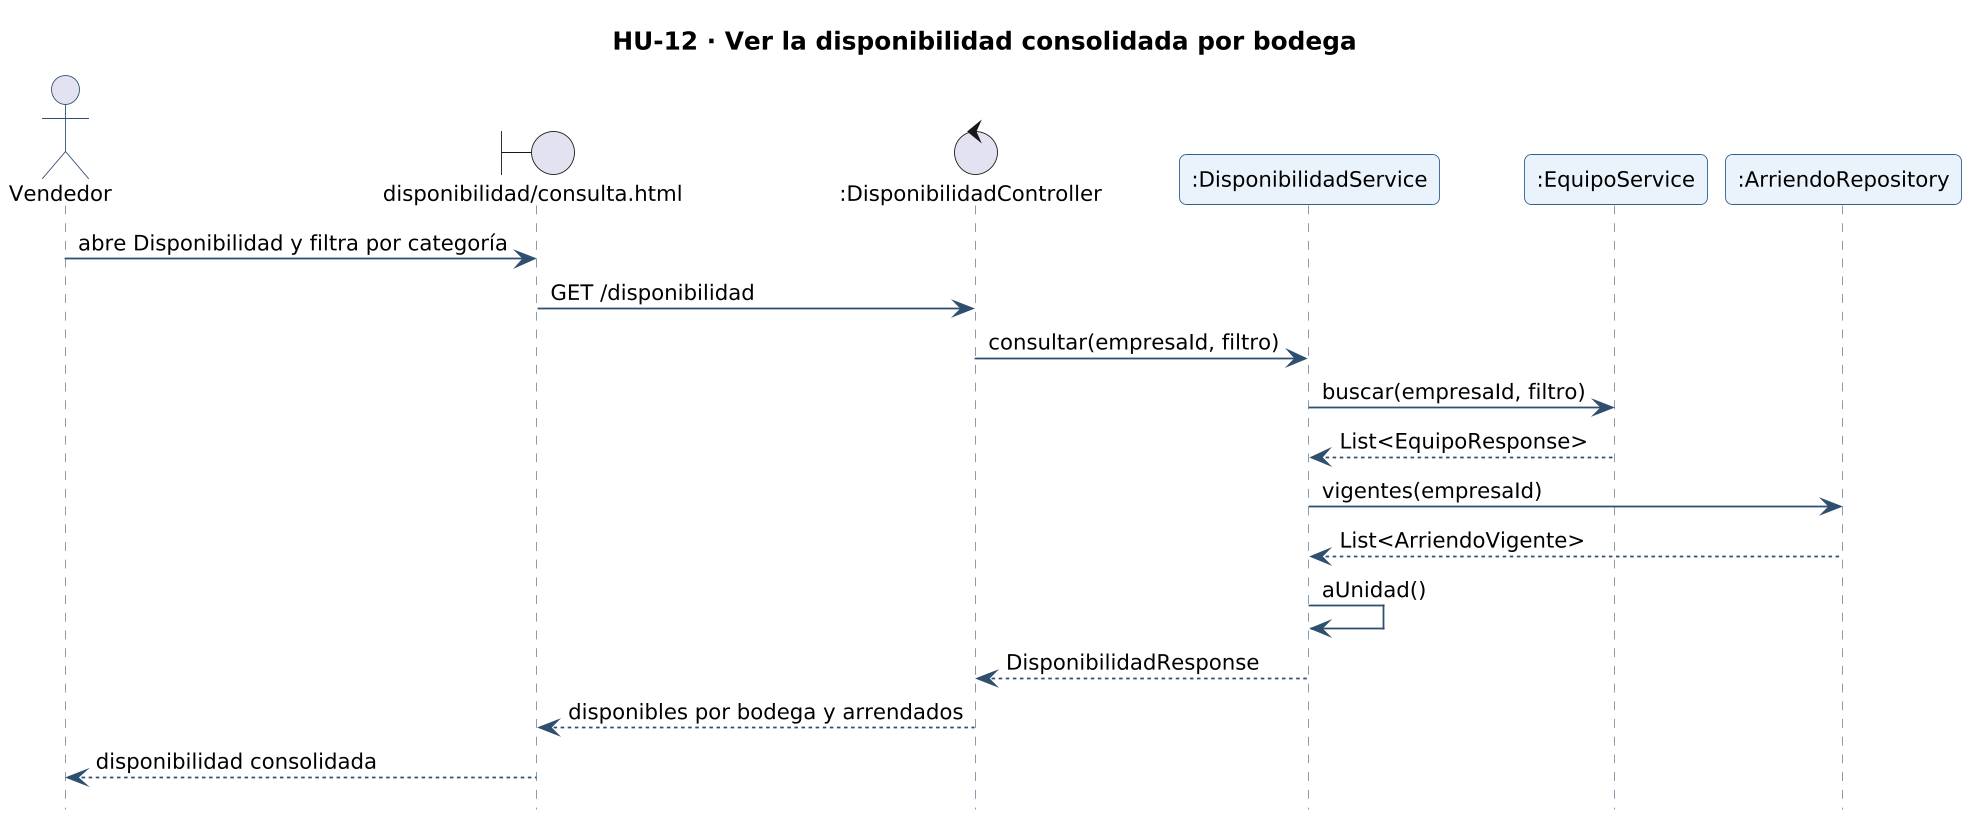 HU-12 · Ver la disponibilidad consolidada por bodega
Vendedor
disponibilidad/consulta.html
:DisponibilidadController
:DisponibilidadService
:EquipoService
:ArriendoRepository
abre Disponibilidad y filtra por categoría
GET /disponibilidad
consultar(empresaId, filtro)
buscar(empresaId, filtro)
List<EquipoResponse>
vigentes(empresaId)
List<ArriendoVigente>
aUnidad()
DisponibilidadResponse
disponibles por bodega y arrendados
disponibilidad consolidada